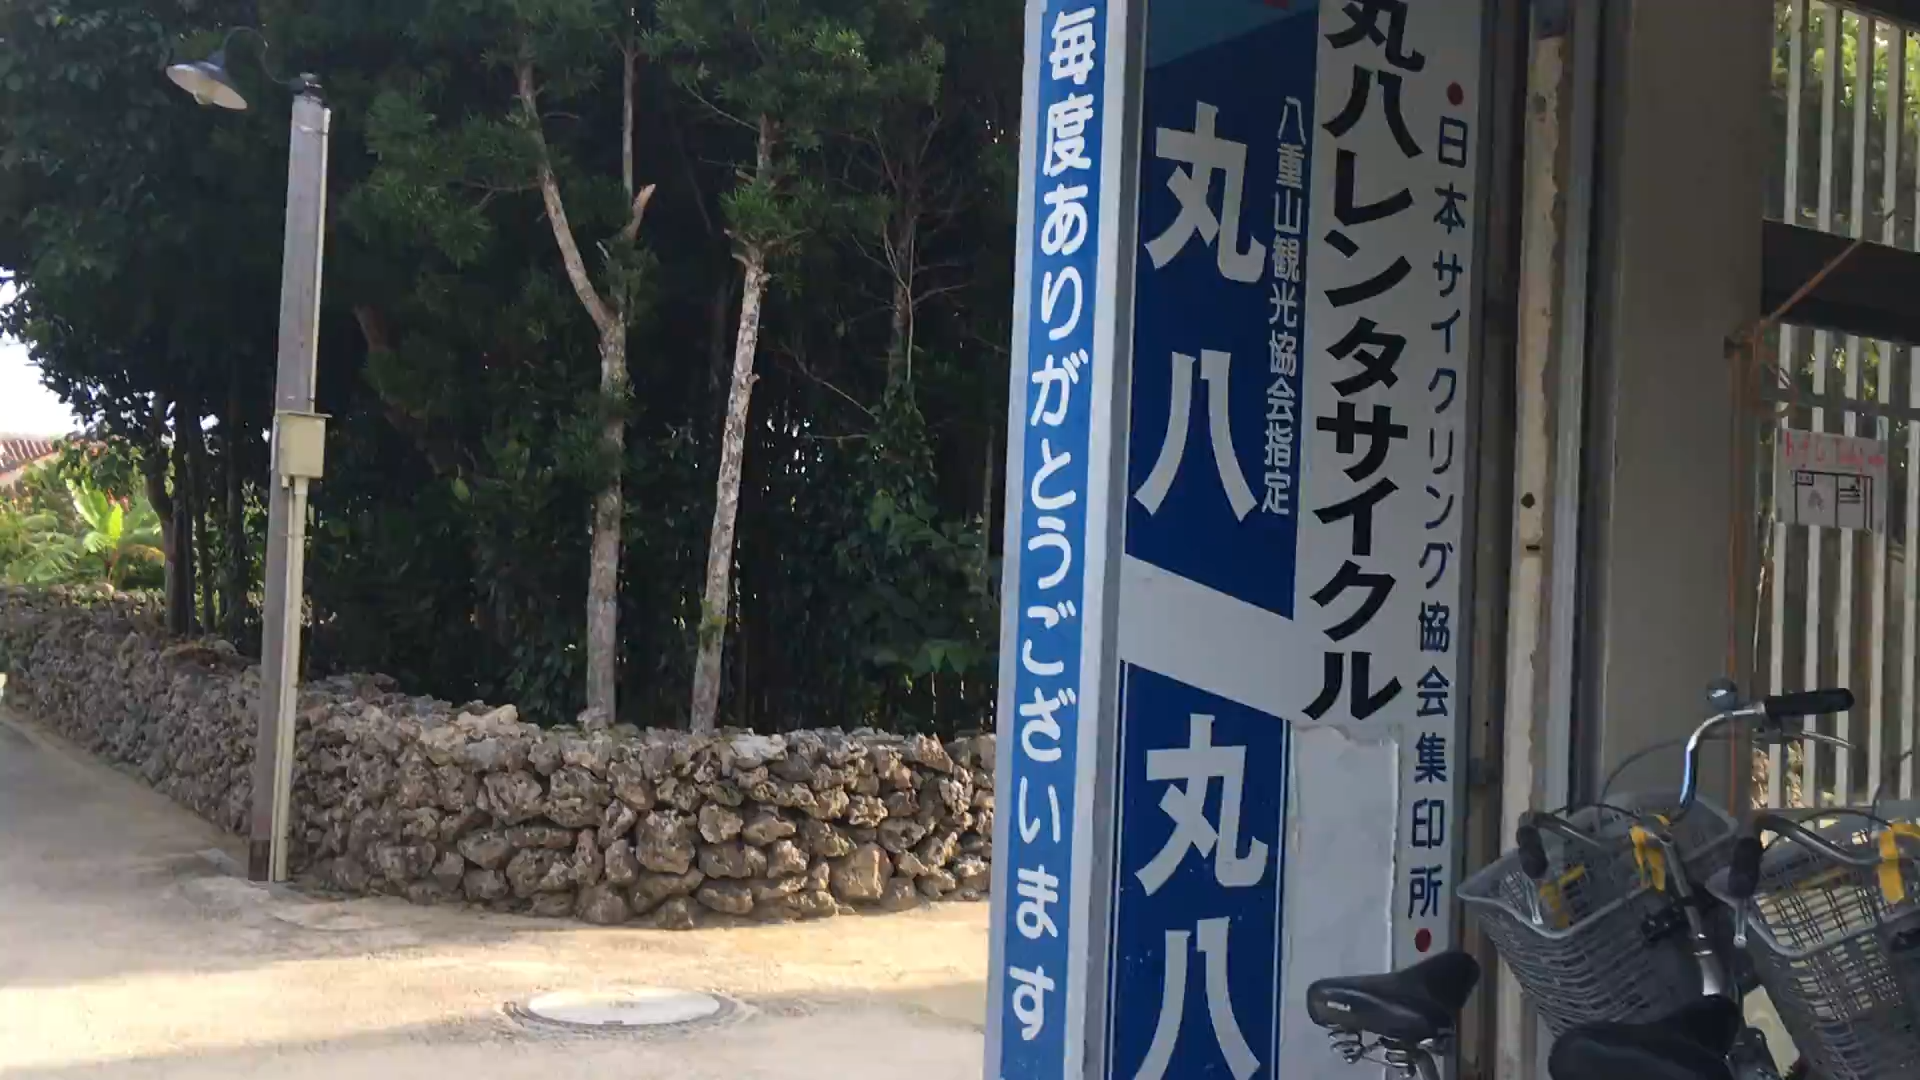 毎度ありがとうございます
丸八
八重山観光協会指定
丸八レンタサイクル
●日本サイクリング協会集印所●
丸八